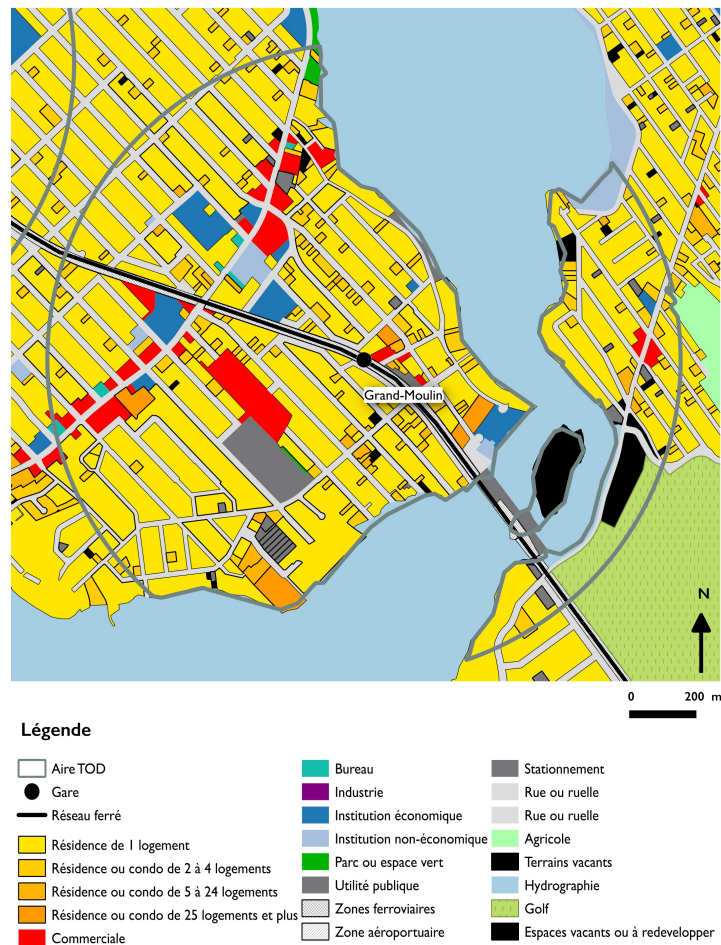 Grand-Moulin
N
0 200 m
Légende
Aire TOD
Gare
Réseau ferré
Résidence de 1 logement
Résidence ou condo de 2 à 4 logements
Résidence ou condo de 5 à 24 logements
Résidence ou condo de 25 logements et plus
Commerciale
Bureau
Industrie
Institution économique
Institution non-économique
Parc ou espace vert
Utilité publique
Zones ferroviaires
Zone aéroportuaire
Stationnement
Rue ou ruelle
Rue ou ruelle
Agricole
Terrains vacants
Hydrographie
Golf
Espaces vacants ou à redevelopper